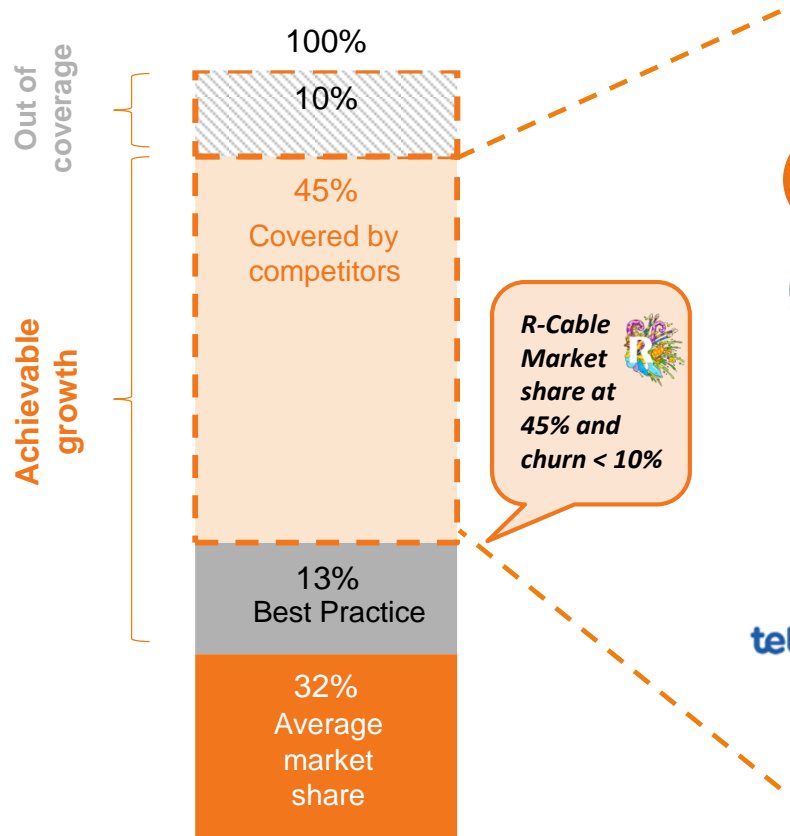 100%
Out of
coverage
10%
45%
Covered by
competitors
Achievable
growth
R-Cable
R
Market
share at
45% and
churn < 10%
13%
Best Practice
32%
Average
market
share